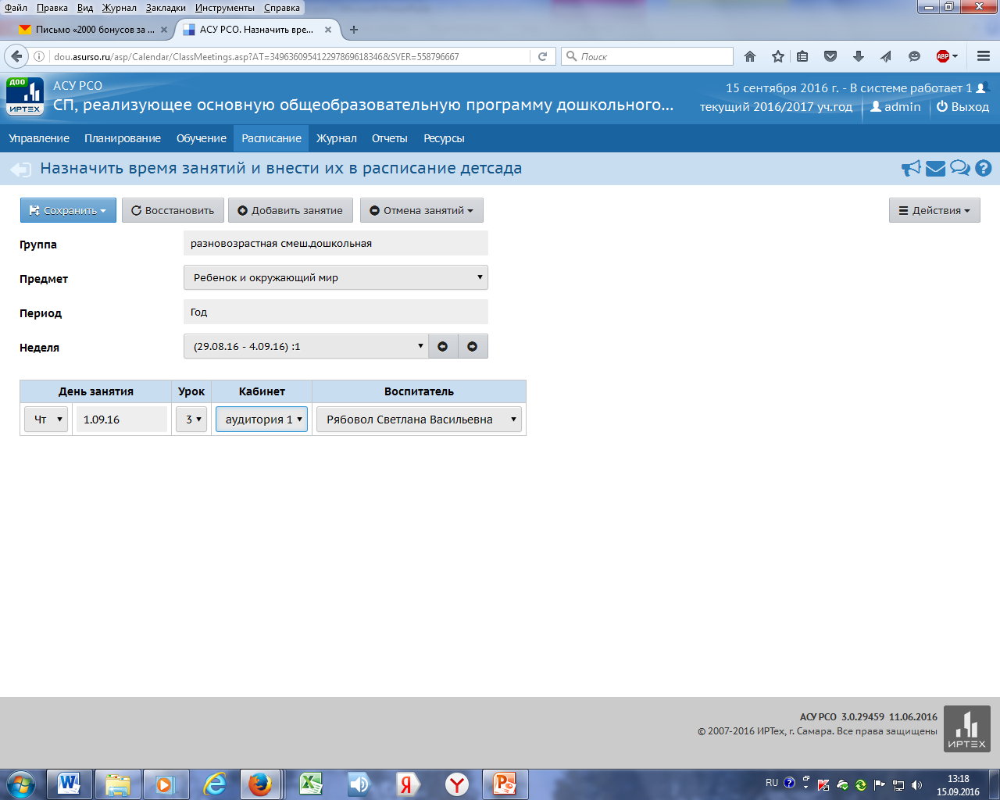 Файл Правка Вид Журнал Закладки Инструменты Справка
Письмо «2000 бонусов за ...
АСУ РСО. Назначить вре...
dou.asurso.ru/asp/Calendar/ClassMeetings.asp?AT=349636095412297869618346&SVER=558796667
Поиск
ABP
ДОО
ИРТЕХ
АСУ РСО
СП, реализующее основную общеобразовательную программу дошкольного...
15 сентября 2016 г. - В системе работает 1
текущий 2016/2017 уч.год
admin
Выход
Управление Планирование Обучение Расписание Журнал Отчеты Ресурсы
Назначить время занятий и внести их в расписание детсада
Сохранить Восстановить Добавить занятие Отмена занятий Действия
Группа разновозрастная смеш.дошкольная
Предмет Ребенок и окружающий мир
Период Год
Неделя (29.08.16 - 4.09.16) :1
День занятия Урок Кабинет Воспитатель
Чт 1.09.16 3 аудитория 1 Рябовол Светлана Васильевна
АСУ РСО 3.0.29459 11.06.2016
© 2007-2016 ИРТех, г. Самара. Все права защищены
ИРТЕХ
RU
13:18
15.09.2016